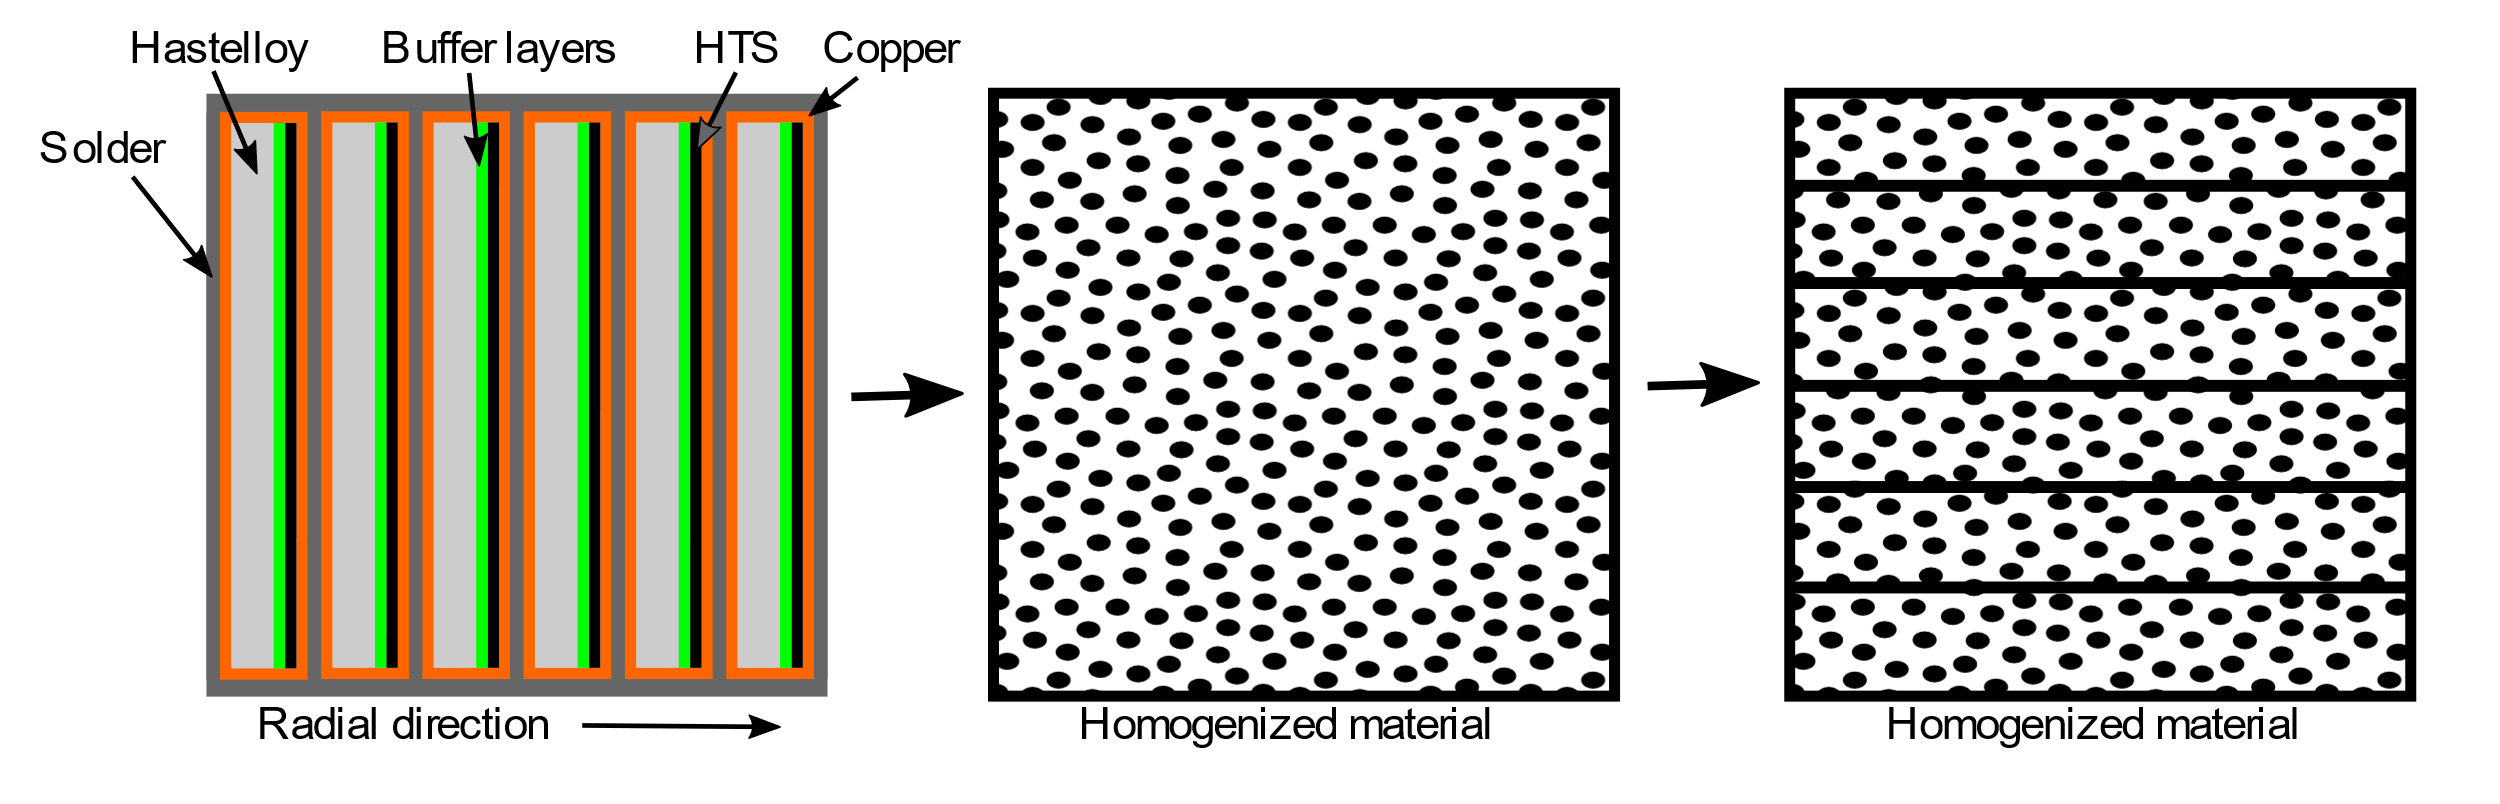 Hastelloy
Buffer layers
HTS
Copper
Solder
Radial direction
Homogenized material
Homogenized material